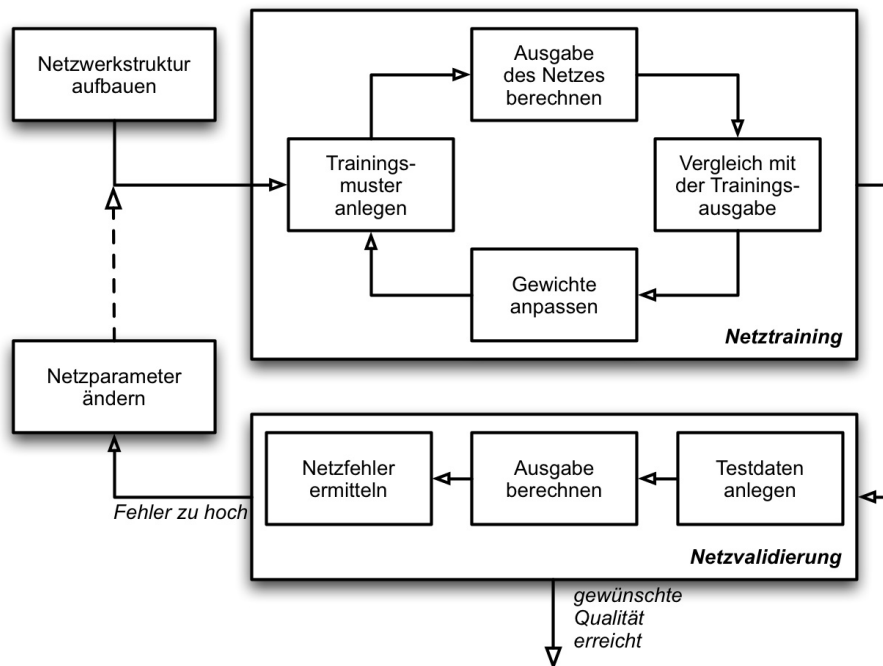 Netzwerkstruktur
aufbauen
Ausgabe
des Netzes
berechnen
Trainings-
muster
anlegen
Vergleich mit
der Trainings-
ausgabe
Gewichte
anpassen
Netztraining
Netzparameter
ändern
Netzfehler
ermitteln
Ausgabe
berechnen
Testdaten
anlegen
Fehler zu hoch
Netzvalidierung
gewünschte
Qualität
erreicht